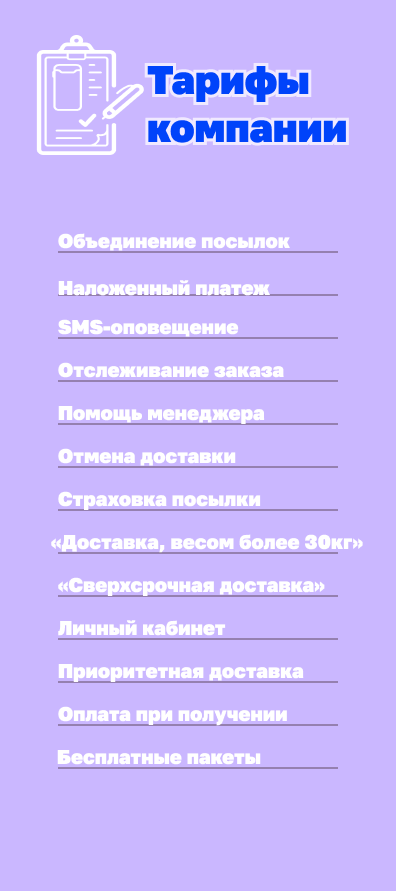 Тарифы
компании
Объединение посылок
Наложенный платеж
SMS-оповещение
Отслеживание заказа
Помощь менеджера
Отмена доставки
Страховка посылки
«Доставка, весом более 30кг»
«Сверхсрочная доставка»
Личный кабинет
Приоритетная доставка
Оплата при получении
Бесплатные пакеты